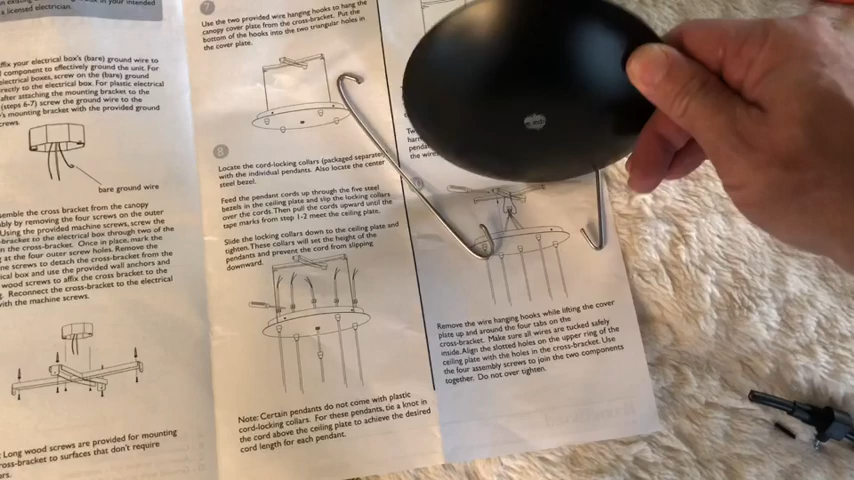 a licensed electrician.
ffix your electrical box's (bare) ground wire to
component to effectively ground the unit. For
electrical boxes, screw on the (bare) ground
rectly to the electrical box. For plastic electrical
after attaching the mounting bracket to the
(steps 6-7) screw the ground wire to the
's mounting bracket with the provided ground
crews.
bare ground wire
semble the cross bracket from the canopy
bly by removing the four screws on the outer
Using the provided machine screws, screw the
-bracket to the electrical box through two of the
n the cross-bracket. Once in place, mark the
g at the four outer screw holes. Remove the
ne screws to detach the cross-bracket from the
ical box and use the provided wall anchors and
wood screws to affix the cross bracket to the
g. Reconnect the cross-bracket to the electrical
with the machine screws.
Long wood screws are provided for mounting
ross-bracket to surfaces that don't require
ors.
7
Use the two provided wire hanging hooks to hang the
canopy cover plate from the cross-bracket. Put the
bottom of the hooks into the two triangular holes in
the cover plate.
8
Locate the cord-locking collars (packaged separately
with the individual pendants. Also locate the center
steel bezel.
Feed the pendant cords up through the five steel
bezels in the ceiling plate and slip the locking collars
over the cords. Then pull the cords upward until the
tape marks from step 1-2 meet the ceiling plate.
Slide the locking collars down to the ceiling plate and
tighten. These collars will set the height of the
pendants and prevent the cord from slipping
downward.
Note: Certain pendants do not come with plastic
cord-locking collars. For these pendants, tie a knot in
the cord above the ceiling plate to achieve the desired
cord length for each pendant.
Two
har
penda
the wire
Remove the wire hanging hooks while lifting the cover
plate up and around the four tabs on the
cross-bracket. Make sure all wires are tucked safely
inside. Align the slotted holes on the upper ring of the
ceiling plate with the holes in the cross-bracket. Use
the four assembly screws to join the two components
together. Do not over tighten.